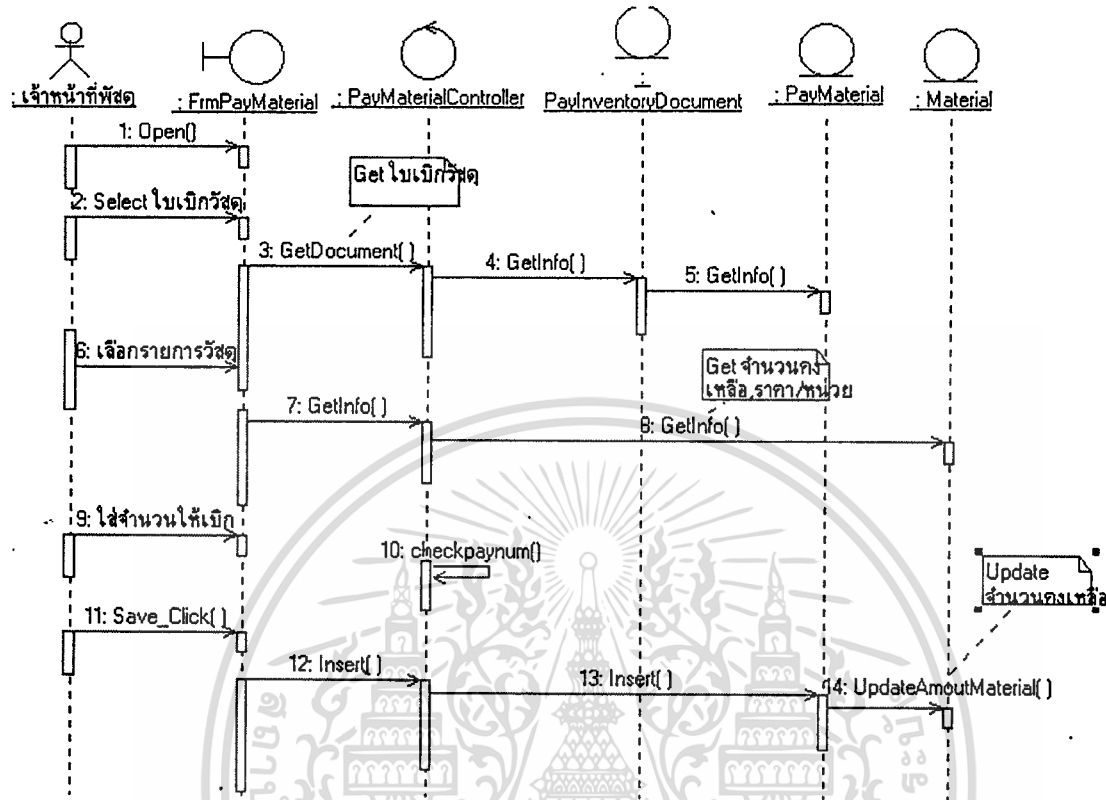 : เจ้าหน้าที่พัสดุ
: FrmPayMaterial
: PayMaterialController
:
PayInventoryDocument
: PayMaterial
: Material
1: Open()
Get ใบเบิกวัสดุ
2: Select ใบเบิกวัสดุ
3: GetDocument( )
4: GetInfo( )
5: GetInfo( )
6: เลือกรายการวัสดุ
Get จำนวนคง
เหลือ,ราคา/หน่วย
7: GetInfo( )
8: GetInfo( )
9: ใส่จำนวนให้เบิก
10: checkpaynum()
Update
จำนวนคงเหลือ
11: Save_Click( )
12: Insert( )
13: Insert( )
14: UpdateAmoutMaterial( )